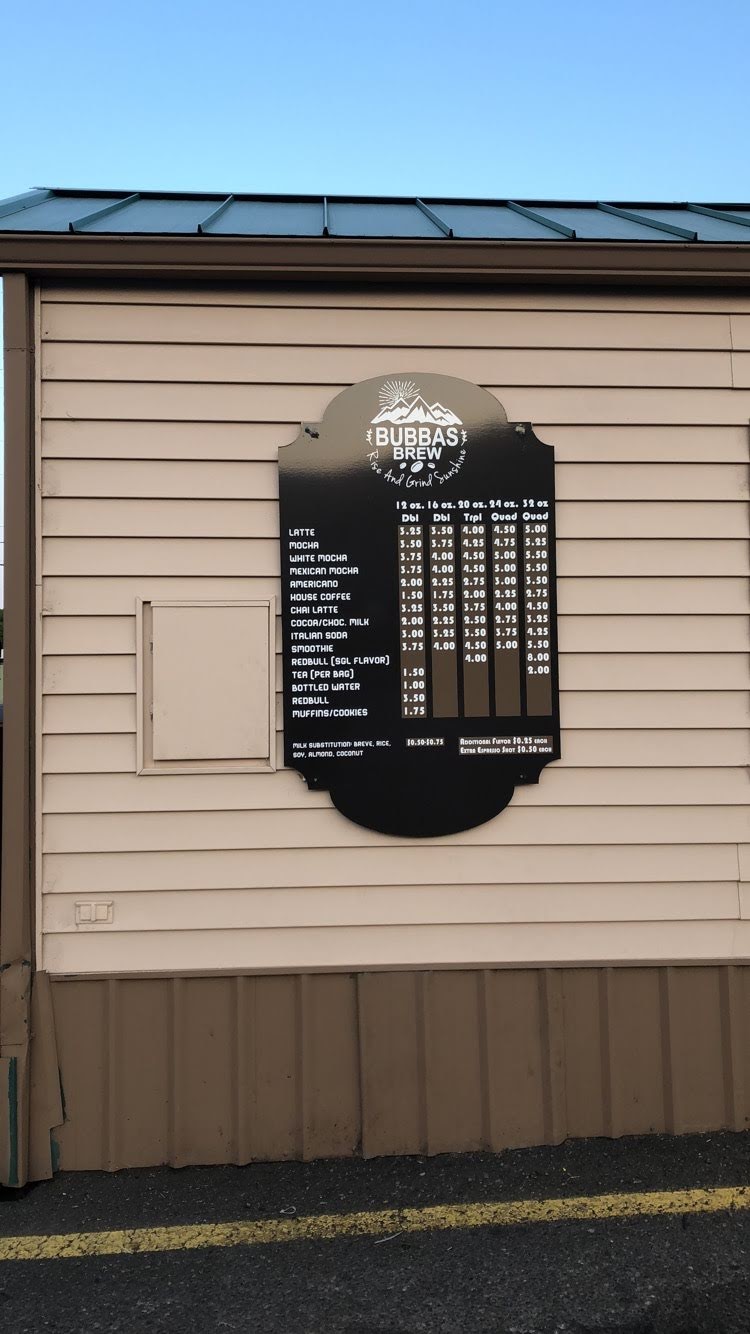 BUBBAS
BREW
Rise And Grind Sunshine
12 oz. 16 oz. 20 oz. 24 oz. 32 oz
Dbl Dbl Trpl Quad Quad
LATTE 3.25 3.50 4.00 4.50 5.00
MOCHA 3.50 3.75 4.25 4.75 5.25
WHITE MOCHA 3.75 4.00 4.50 5.00 5.50
MEXICAN MOCHA 3.75 4.00 4.50 5.00 5.50
AMERICANO 2.00 2.25 2.75 3.00 3.50
HOUSE COFFEE 1.50 1.75 2.00 2.25 2.75
CHAI LATTE 3.25 3.50 3.75 4.00 4.50
COCOA/CHOC. MILK 2.00 2.25 2.50 2.75 3.25
ITALIAN SODA 3.00 3.25 3.50 3.75 4.25
SMOOTHIE 3.75 4.00 4.50 5.00 5.50
REDBULL (SGL FLAVOR) 4.00 8.00
TEA (PER BAG) 1.50 2.00
BOTTLED WATER 1.00
REDBULL 3.50
MUFFINS/COOKIES 1.75
MILK SUBSTITUTION: BREVE, RICE, $0.50-$0.75 Additional Flavor $0.25 each
SOY, ALMOND, COCONUT Extra Espresso Shot $0.50 each